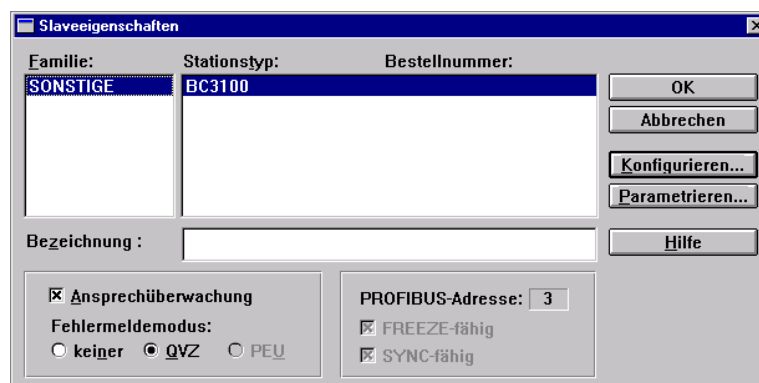 Slaveeigenschaften
Familie: Stationstyp: Bestellnummer:
SONSTIGE BC3100
OK
Abbrechen
Konfigurieren...
Parametrieren...
Bezeichnung :
Hilfe
Ansprechüberwachung
Fehlermeldemodus:
keiner QVZ PEU
PROFIBUS-Adresse: 3
FREEZE-fähig
SYNC-fähig